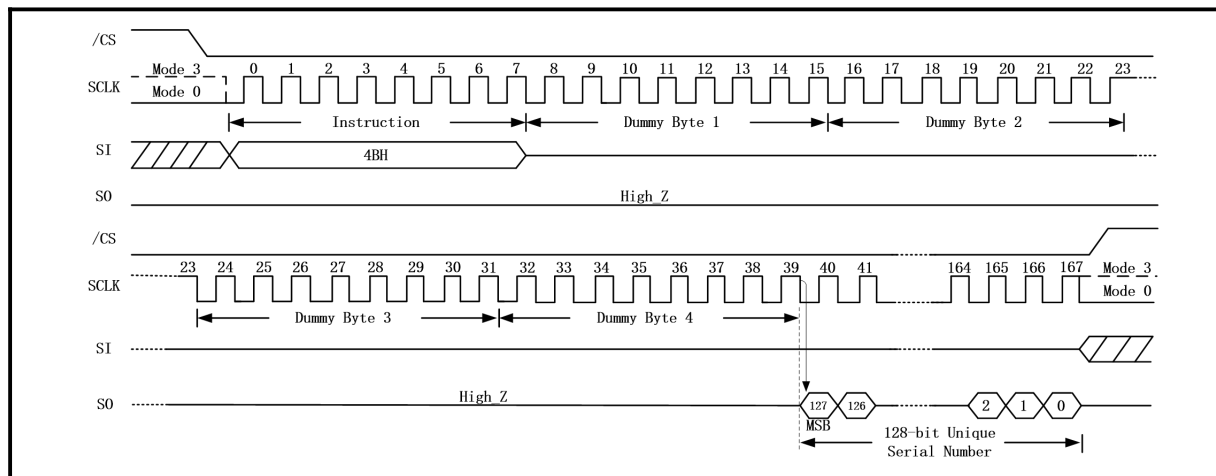 /CS
Mode 3
0 1 2 3 4 5 6 7 8 9 10 11 12 13 14 15 16 17 18 19 20 21 22 23
SCLK
Mode 0
Instruction Dummy Byte 1 Dummy Byte 2
SI
4BH
SO
High_Z
/CS
23 24 25 26 27 28 29 30 31 32 33 34 35 36 37 38 39 40 41 164 165 166 167 Mode 3
SCLK
Mode 0
Dummy Byte 3 Dummy Byte 4
SI
SO
High_Z
127 126 2 1 0
MSB
128-bit Unique
Serial Number